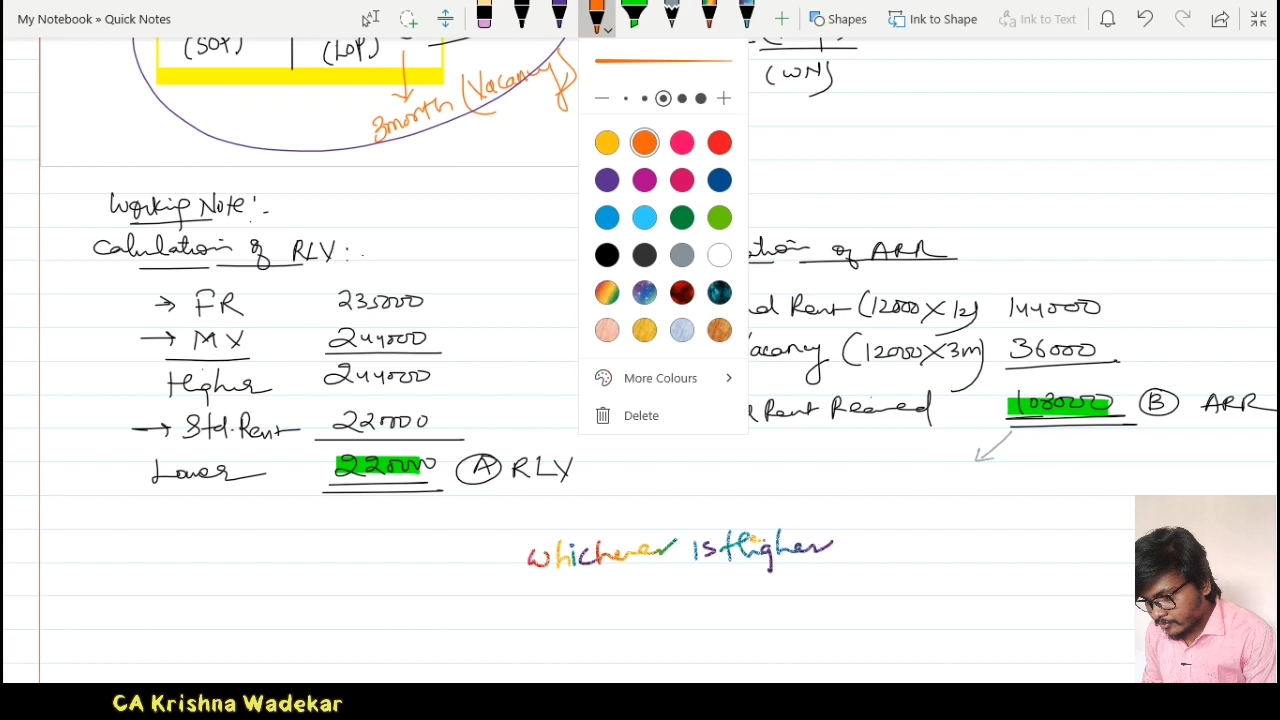 My Notebook » Quick Notes
Shapes
Ink to Shape
Ink to Text
(SOP)
(LOP)
3month (Vacancy)
(WN)
More Colours
Delete
Working Note:-
Calculation of RLV:
→ FR 235000
→ MV 244000
Higher 244000
→ Std. Rent 220000
Lower 220000 (A) RLV
of ARR
Rent (12000 X 12) 144000
(12000 X 3m) 36000
Rent Received 108000 (B) ARR
whichever is Higher
CA Krishna Wadekar